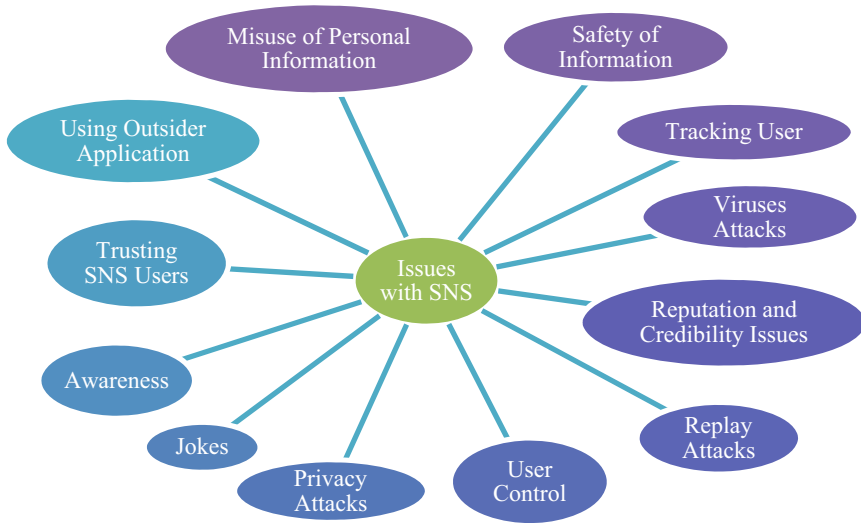 Misuse of Personal
Information
Safety of
Information
Tracking User
Viruses
Attacks
Reputation and
Credibility Issues
Replay
Attacks
User
Control
Privacy
Attacks
Jokes
Awareness
Trusting
SNS Users
Using Outsider
Application
Issues
with SNS